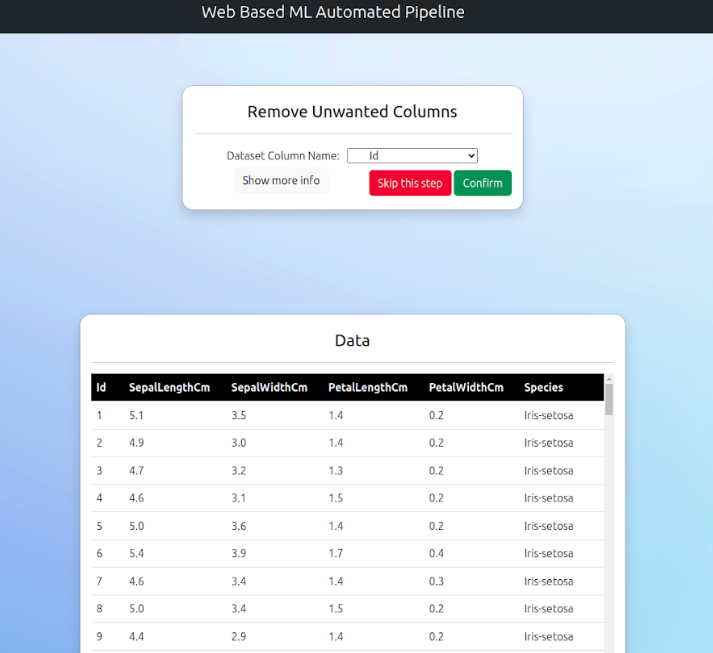 Web Based ML Automated Pipeline
Remove Unwanted Columns
Dataset Column Name: Id
Show more info Skip this step Confirm
Data
Id SepalLengthCm SepalWidthCm PetalLengthCm PetalWidthCm Species
1 5.1 3.5 1.4 0.2 Iris-setosa
2 4.9 3.0 1.4 0.2 Iris-setosa
3 4.7 3.2 1.3 0.2 Iris-setosa
4 4.6 3.1 1.5 0.2 Iris-setosa
5 5.0 3.6 1.4 0.2 Iris-setosa
6 5.4 3.9 1.7 0.4 Iris-setosa
7 4.6 3.4 1.4 0.3 Iris-setosa
8 5.0 3.4 1.5 0.2 Iris-setosa
9 4.4 2.9 1.4 0.2 Iris-setosa